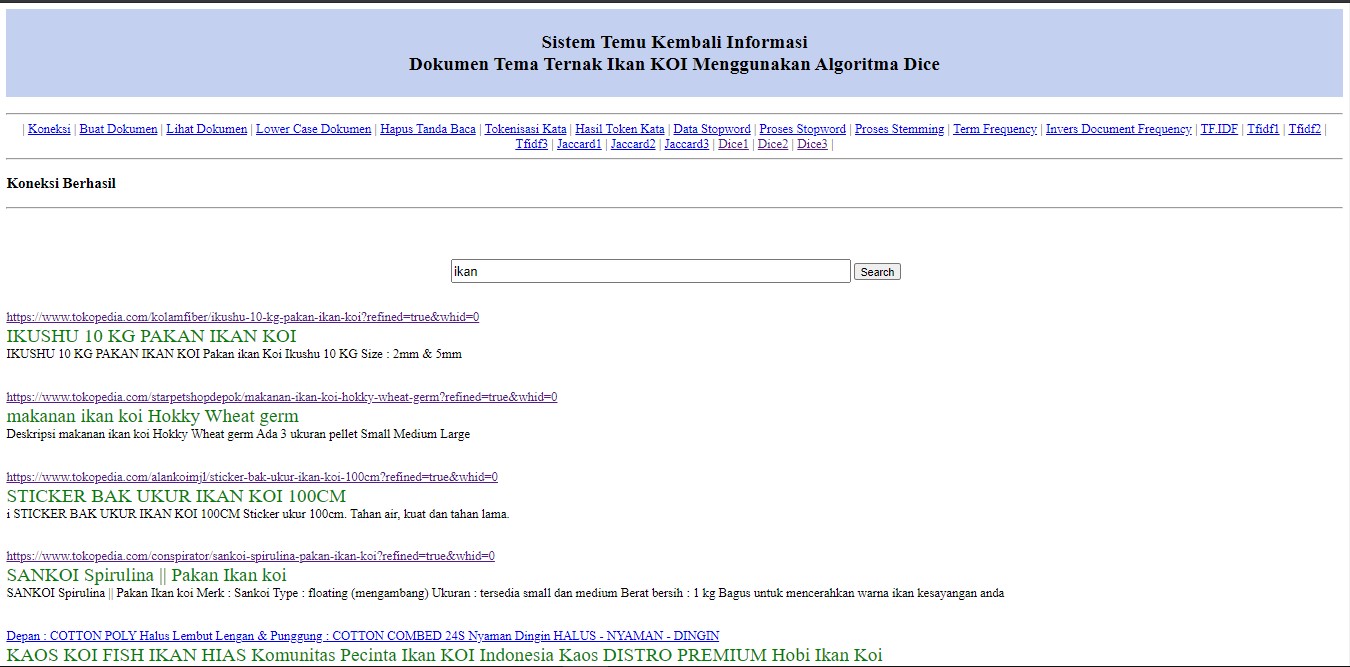 Sistem Temu Kembali Informasi
Dokumen Tema Ternak Ikan KOI Menggunakan Algoritma Dice
| Koneksi | Buat Dokumen | Lihat Dokumen | Lower Case Dokumen | Hapus Tanda Baca | Tokenisasi Kata | Hasil Token Kata | Data Stopword | Proses Stopword | Proses Stemming | Term Frequency | Invers Document Frequency | TF.IDF | Tfidf1 | Tfidf2 |
Tfidf3 | Jaccard1 | Jaccard2 | Jaccard3 | Dice1 | Dice2 | Dice3 |
Koneksi Berhasil
ikan Search
https://www.tokopedia.com/kolamfiber/ikushu-10-kg-pakan-ikan-koi?refined=true&whid=0
IKUSHU 10 KG PAKAN IKAN KOI
IKUSHU 10 KG PAKAN IKAN KOI Pakan ikan Koi Ikushu 10 KG Size : 2mm & 5mm
https://www.tokopedia.com/starpetshopdepok/makanan-ikan-koi-hokky-wheat-germ?refined=true&whid=0
makanan ikan koi Hokky Wheat germ
Deskripsi makanan ikan koi Hokky Wheat germ Ada 3 ukuran pellet Small Medium Large
https://www.tokopedia.com/alankoimjl/sticker-bak-ukur-ikan-koi-100cm?refined=true&whid=0
STICKER BAK UKUR IKAN KOI 100CM
i STICKER BAK UKUR IKAN KOI 100CM Sticker ukur 100cm. Tahan air, kuat dan tahan lama.
https://www.tokopedia.com/conspirator/sankoi-spirulina-pakan-ikan-koi?refined=true&whid=0
SANKOI Spirulina || Pakan Ikan koi
SANKOI Spirulina || Pakan Ikan koi Merk : Sankoi Type : floating (mengambang) Ukuran : tersedia small dan medium Berat bersih : 1 kg Bagus untuk mencerahkan warna ikan kesayangan anda
Depan : COTTON POLY Halus Lembut Lengan & Punggung : COTTON COMBED 24S Nyaman Dingin HALUS - NYAMAN - DINGIN
KAOS KOI FISH IKAN HIAS Komunitas Pecinta Ikan KOI Indonesia Kaos DISTRO PREMIUM Hobi Ikan Koi